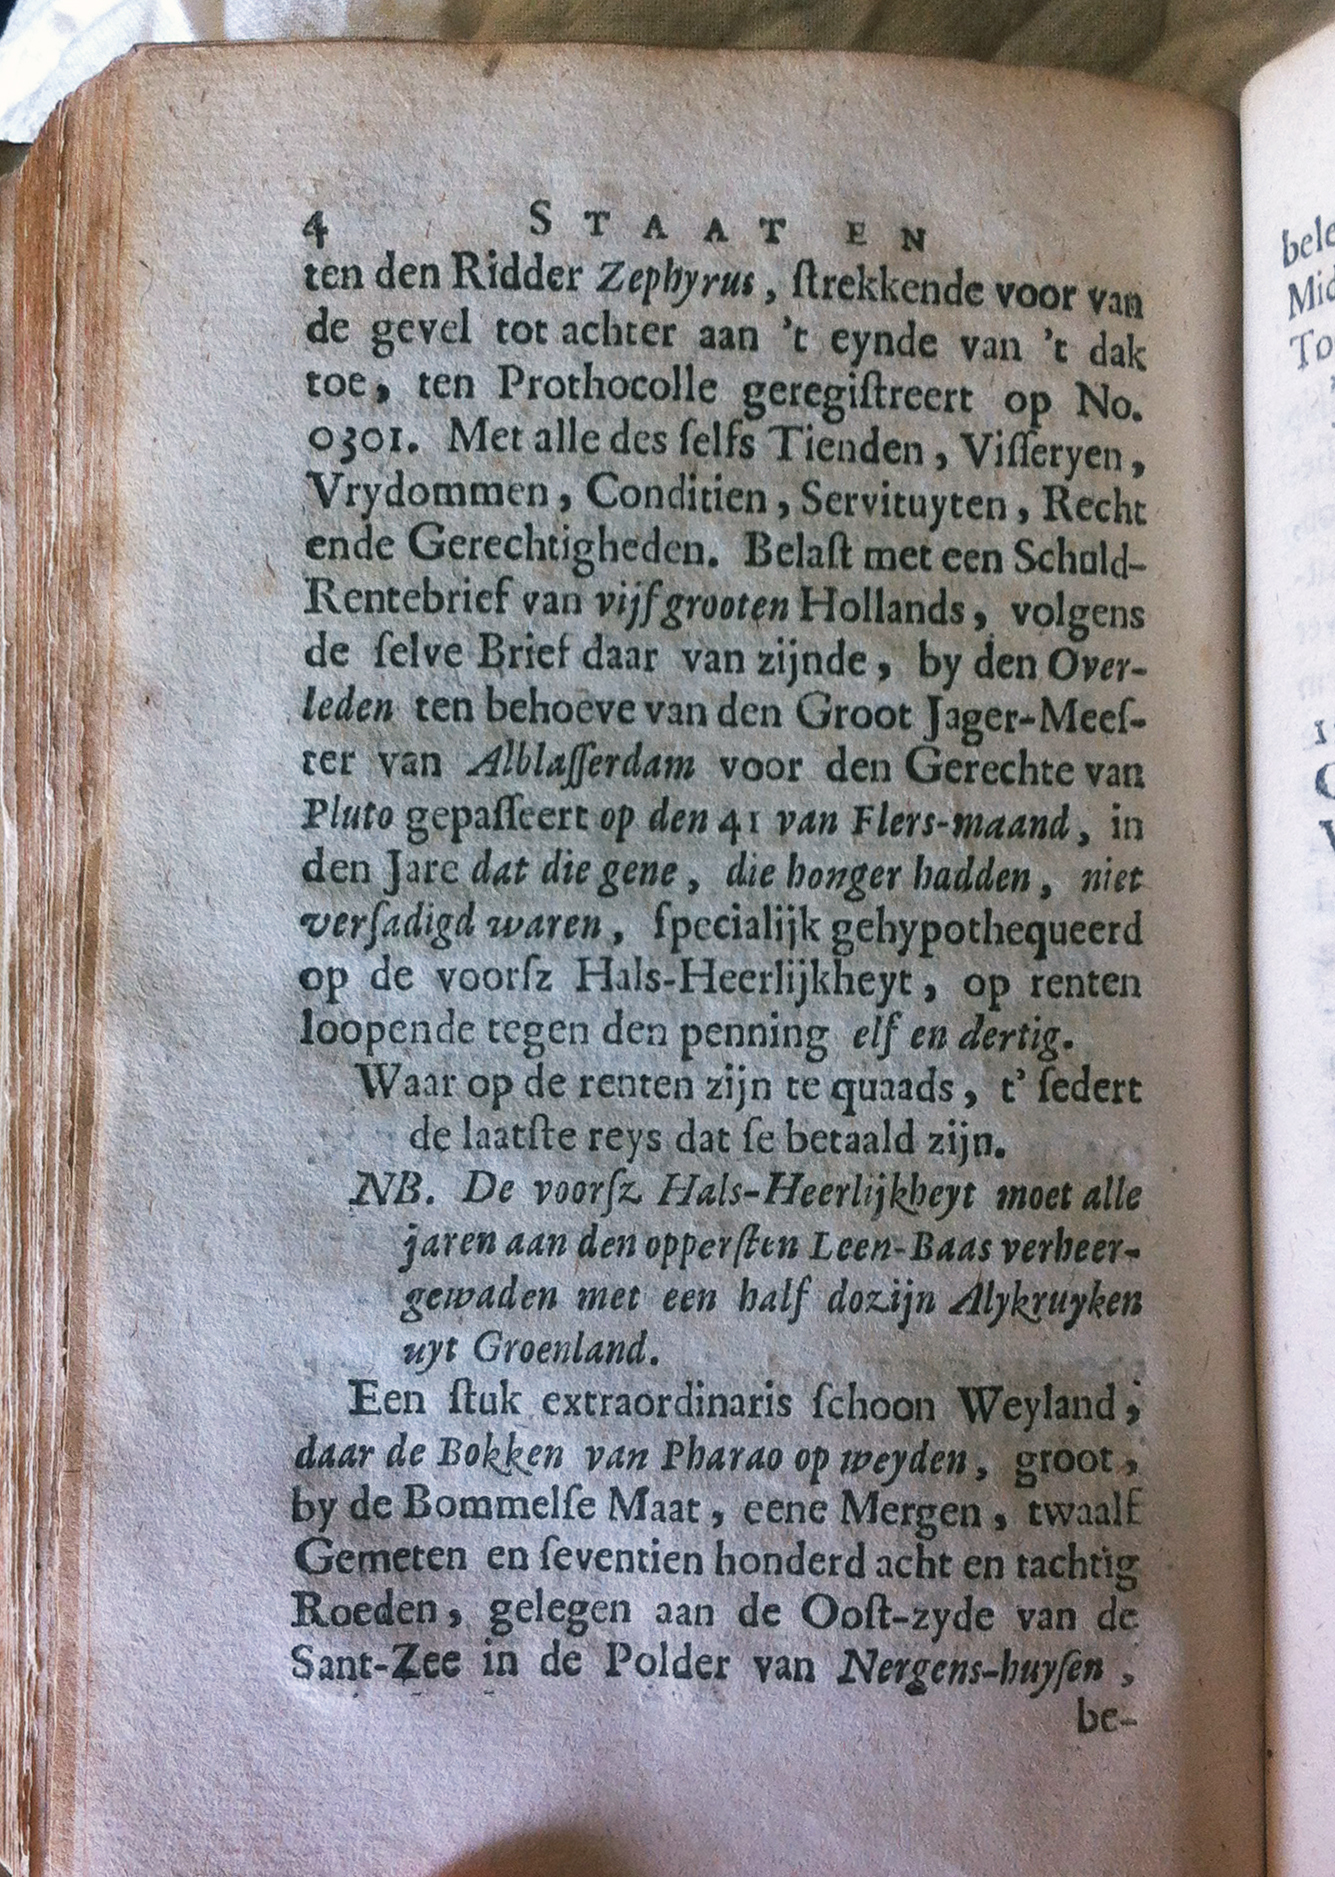 4 STAATEN
ten den Ridder Zephyrus, ſtrekkende voor van
de gevel tot achter aan 't eynde van 't dak
toe, ten Prothocolle geregiſtreert op No.
0301. Met alle des ſelfs Tienden, Viſſeryen,
Vrydommen, Conditien, Servituyten, Recht
ende Gerechtigheden. Belaſt met een Schuld-
Rentebrief van vijf grooten Hollands, volgens
de ſelve Brief daar van zijnde, by den Over-
leden ten behoeve van den Groot Jager-Meeſ-
ter van Alblaſſerdam voor den Gerechte van
Pluto gepaſſeert op den 41 van Flers-maand, in
den Jare dat die gene, die honger hadden, niet
verſadigd waren, ſpecialijk gehypothequeerd
op de voorſz Hals-Heerlijkheyt, op renten
loopende tegen den penning elf en dertig.
Waar op de renten zijn te quaads, t' ſedert
de laatſte reys dat ſe betaald zijn.
NB. De voorſz Hals-Heerlijkheyt moet alle
jaren aan den opperſten Leen-Baas verheer-
gewaden met een half dozijn Alykruyken
uyt Groenland.
Een ſtuk extraordinaris ſchoon Weyland,
daar de Bokken van Pharao op weyden, groot,
by de Bommelſe Maat, eene Mergen, twaalf
Gemeten en ſeventien honderd acht en tachtig
Roeden, gelegen aan de Ooſt-zyde van de
Sant-Zee in de Polder van Nergens-huyſen,
be-
bele
Mid
To